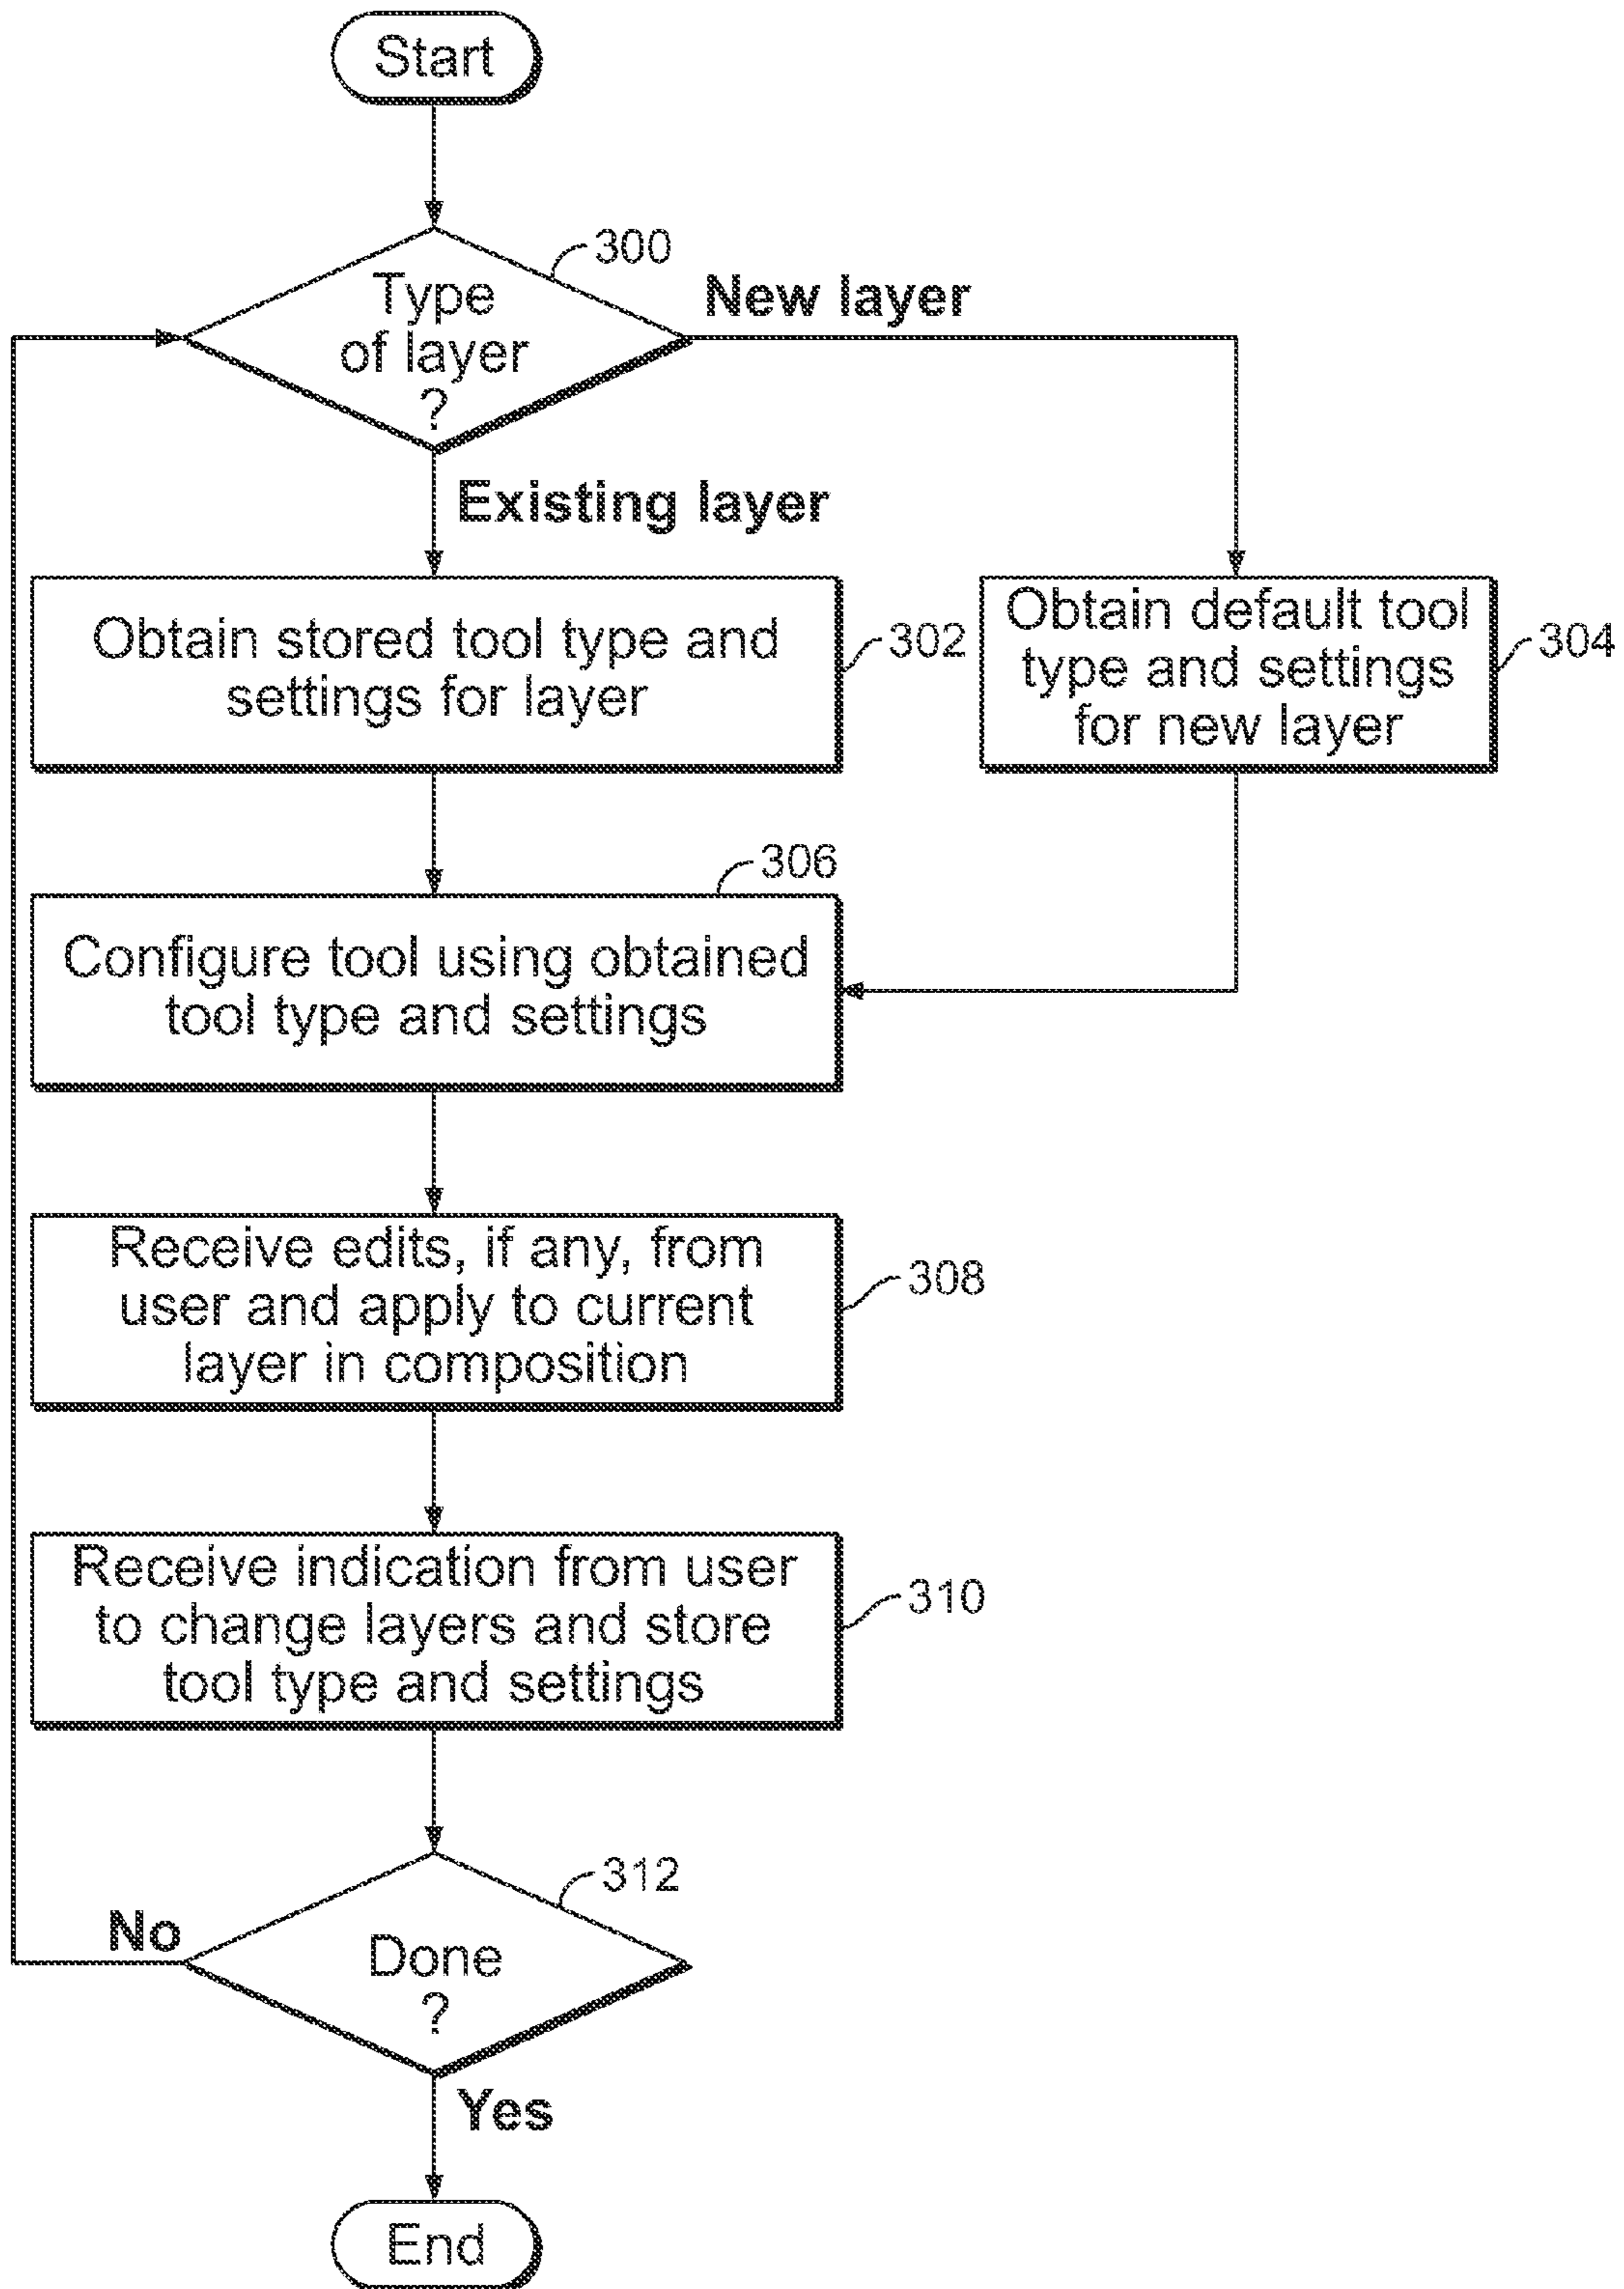 Start
300
Type
of layer
?
New layer
Existing layer
Obtain stored tool type and
settings for layer
302
Obtain default tool
type and settings
for new layer
304
306
Configure tool using obtained
tool type and settings
Receive edits, if any, from
user and apply to current
layer in composition
308
Receive indication from user
to change layers and store
tool type and settings
310
312
No
Done
?
Yes
End